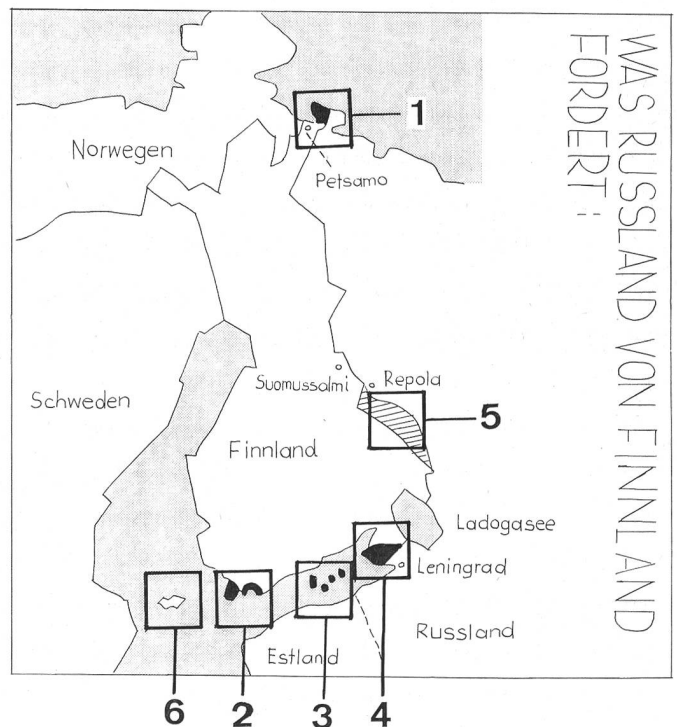 WAS RUSSLAND VON FINNLAND
FORDERT:
1
Norwegen
Petsamo
Suomussalmi
Repola
Schweden
5
Finnland
Ladogasee
Leningrad
Russland
Estland
6
2
3
4